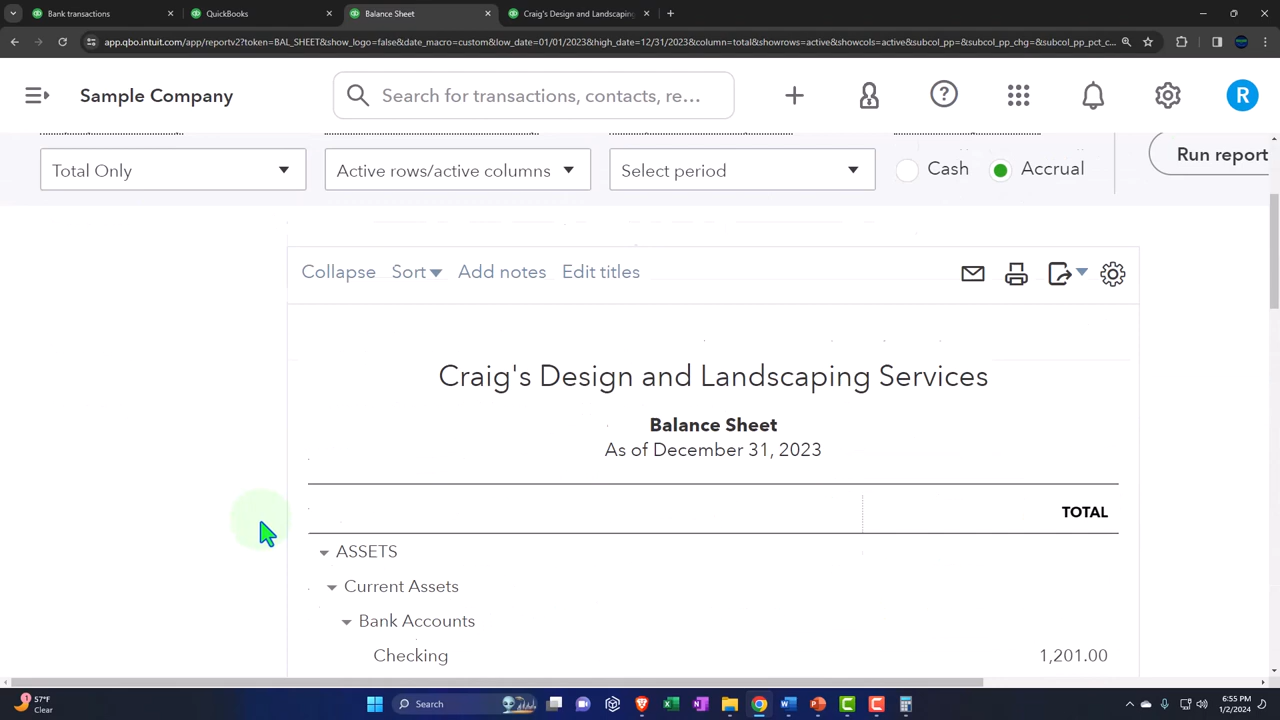 Bank transactions
QuickBooks
Balance Sheet
Craig's Design and Landscaping
app.qbo.intuit.com/app/reportv2?token=BAL_SHEET&show_logo=false&date_macro=custom&low_date=01/01/2023&high_date=12/31/2023&column=total&showrows=active&showcols=active&subcol_pp=&subcol_pp_chg=&subcol_pp_pct_c...
Sample Company
Search for transactions, contacts, re...
R
Total Only
Active rows/active columns
Select period
Cash
Accrual
Run report
Collapse
Sort
Add notes
Edit titles
Craig's Design and Landscaping Services
Balance Sheet
As of December 31, 2023
TOTAL
ASSETS
Current Assets
Bank Accounts
Checking 1,201.00
57°F
Clear
Search
6:55 PM
1/2/2024